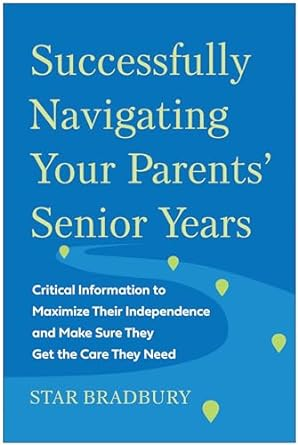 Successfully
Navigating
Your Parents’
Senior Years
Critical Information to
Maximize Their Independence
and Make Sure They
Get the Care They Need
STAR BRADBURY